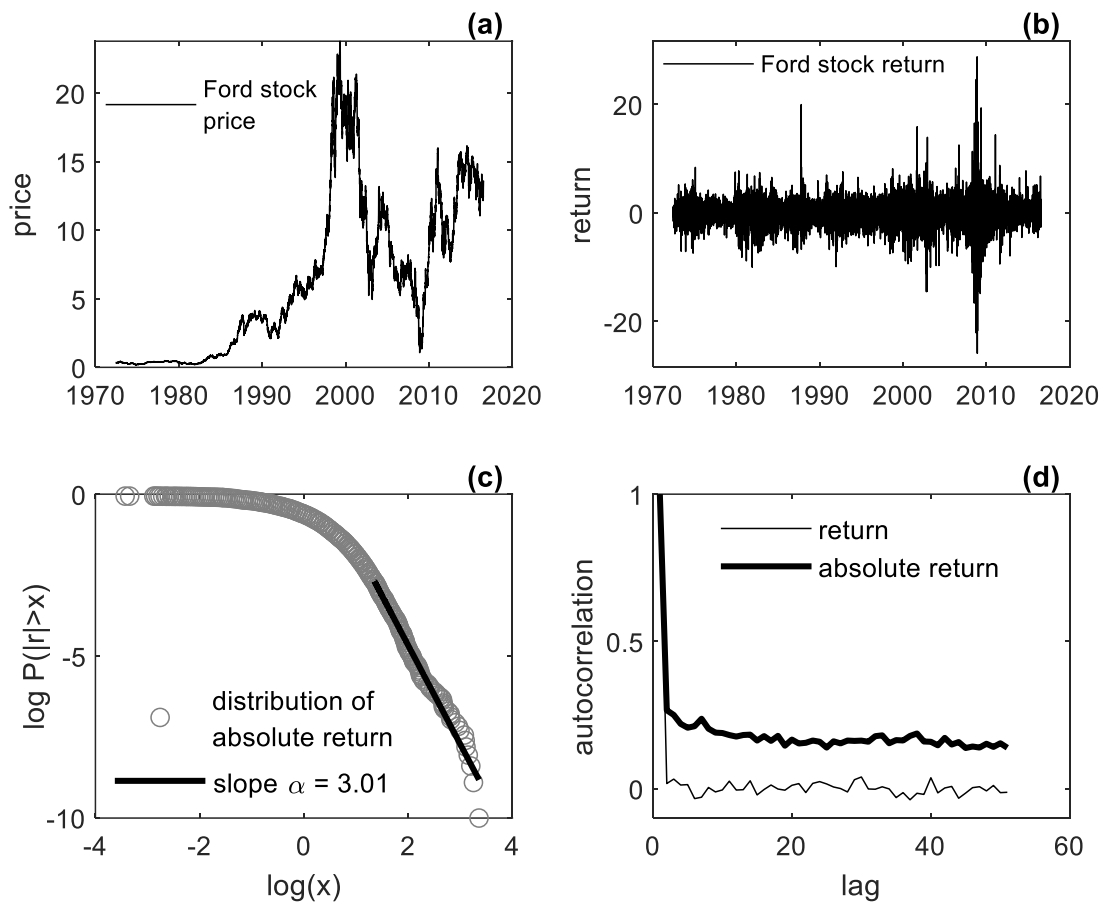 (a)
Ford stock
price
price
20
15
10
5
0
1970 1980 1990 2000 2010 2020
(b)
Ford stock return
return
20
0
-20
1970 1980 1990 2000 2010 2020
(c)
log P(|r|>x)
0
-5
-10
distribution of
absolute return
slope α = 3.01
-4 -2 0 2 4
log(x)
(d)
autocorrelation
1
0.5
0
return
absolute return
0 20 40 60
lag